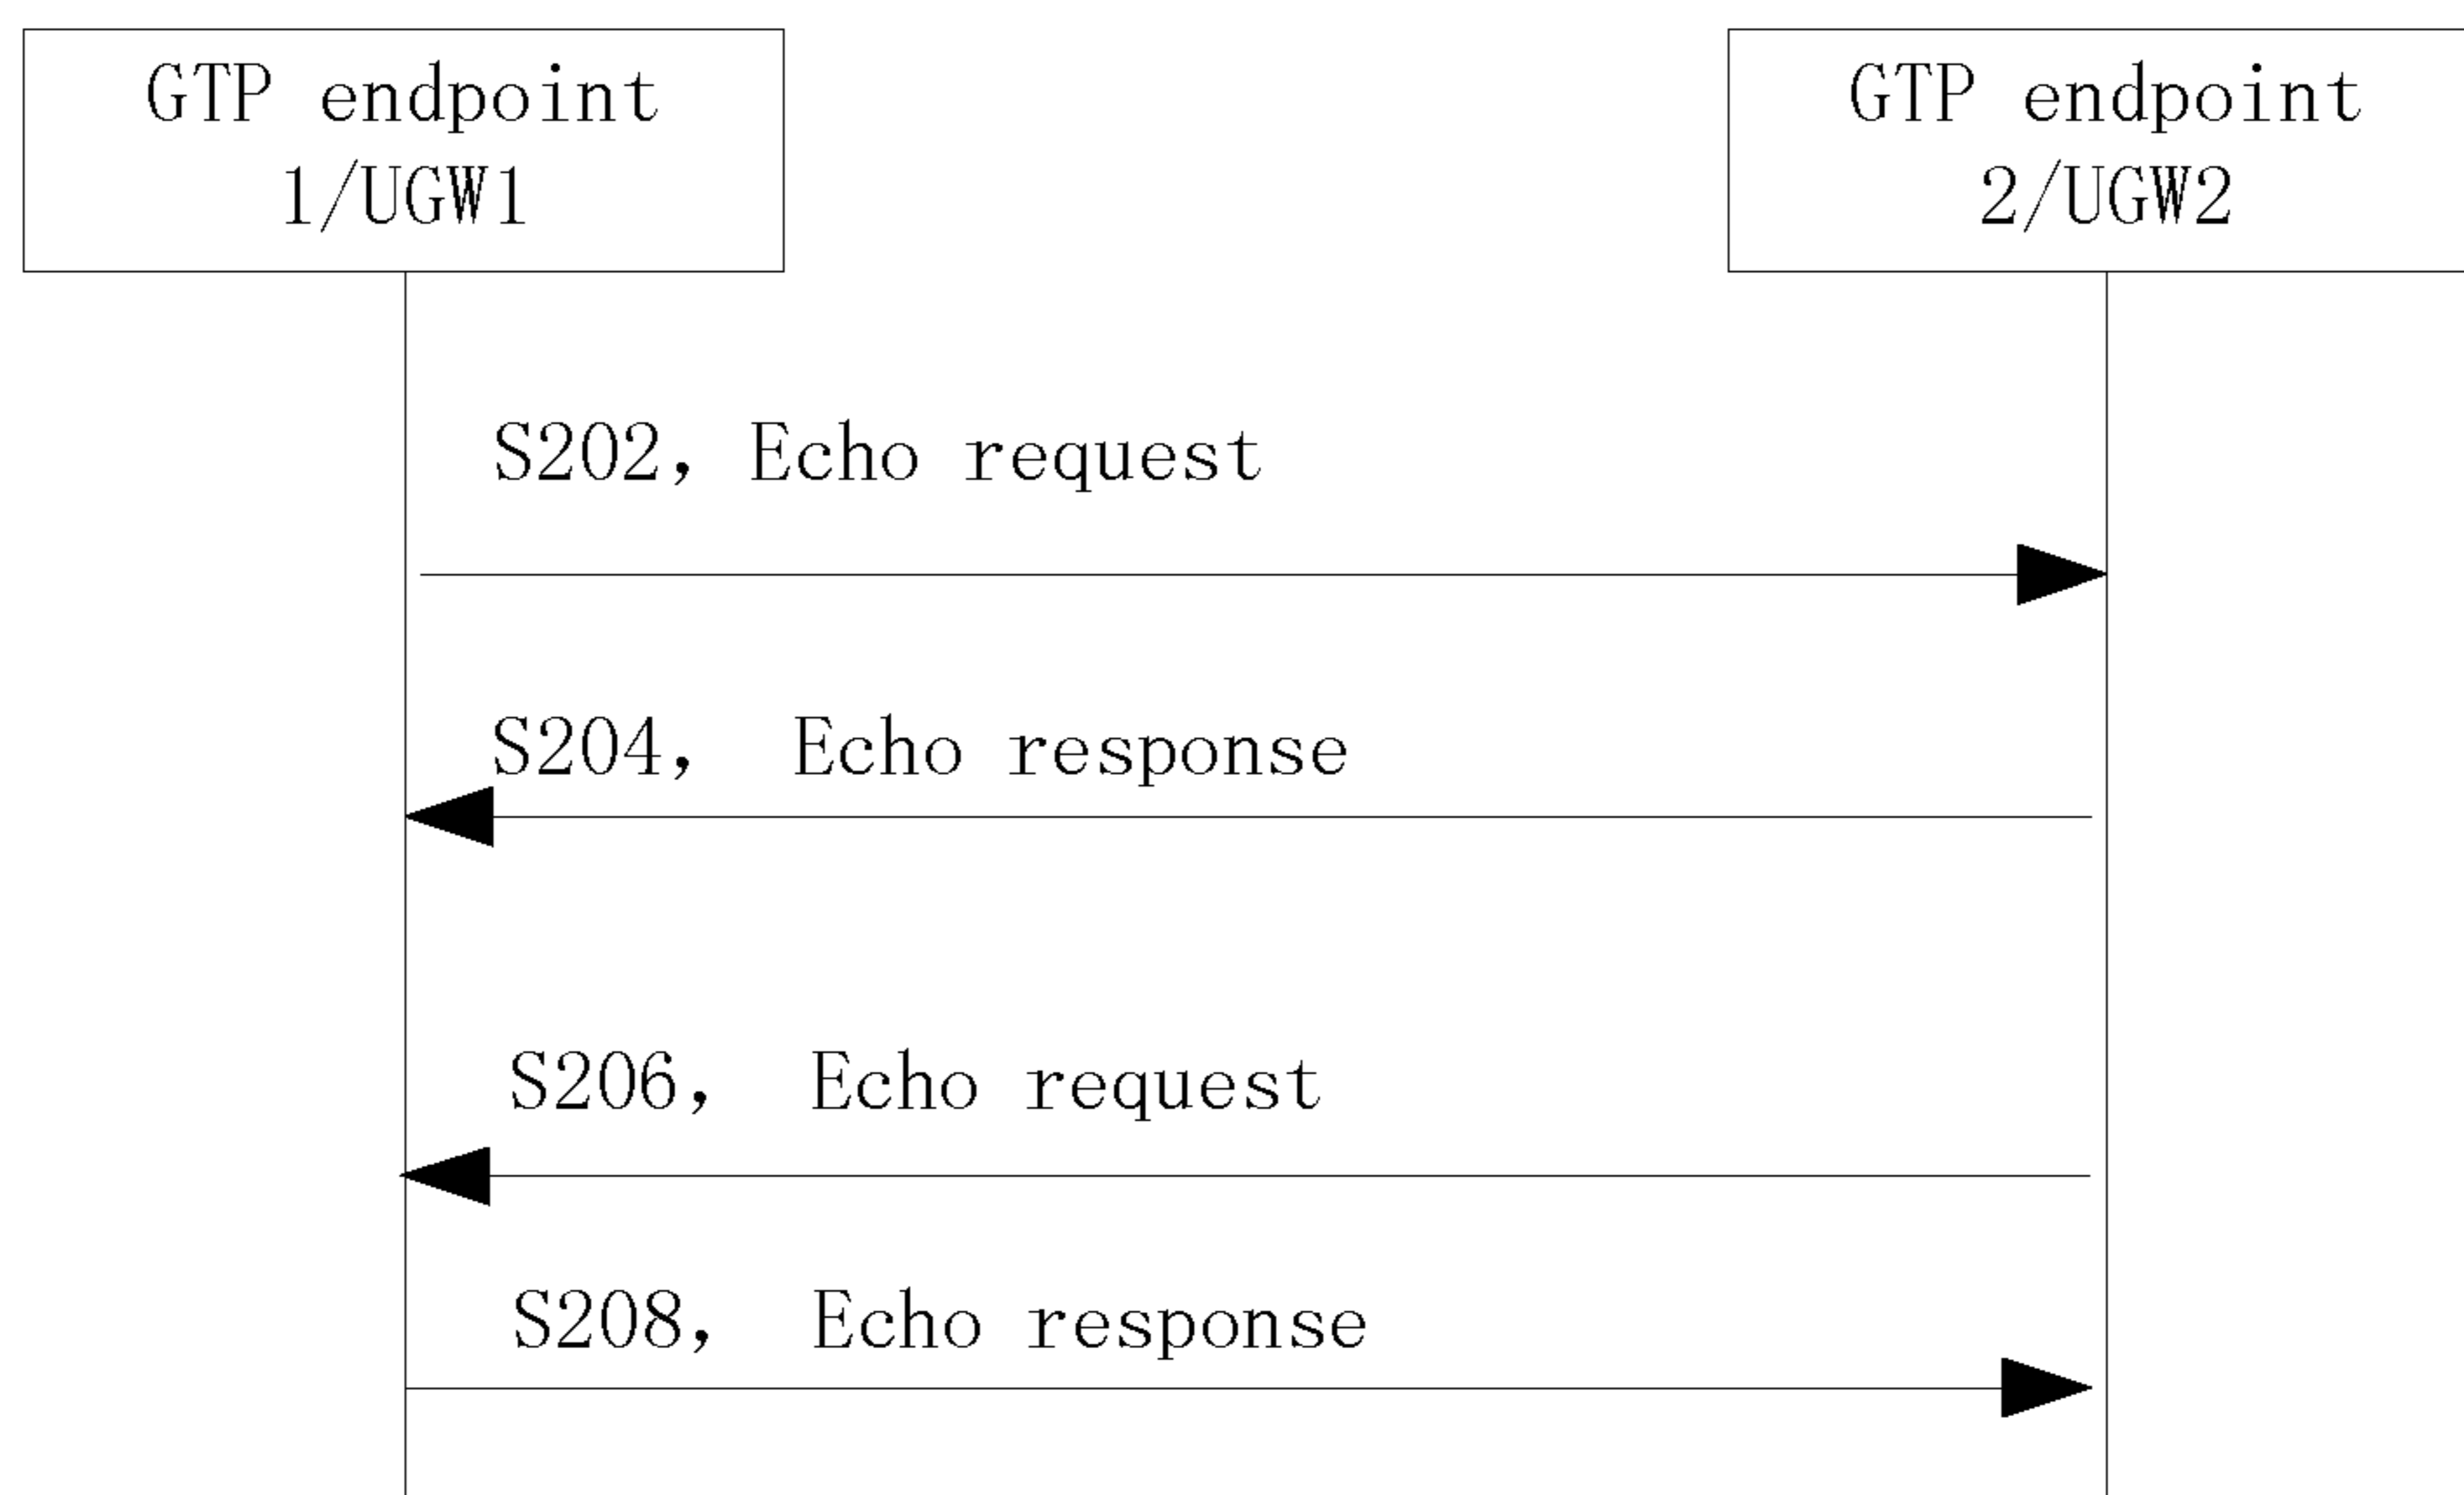 GTP endpoint
1/UGW1
GTP endpoint
2/UGW2
S202, Echo request
S204, Echo response
S206, Echo request
S208, Echo response